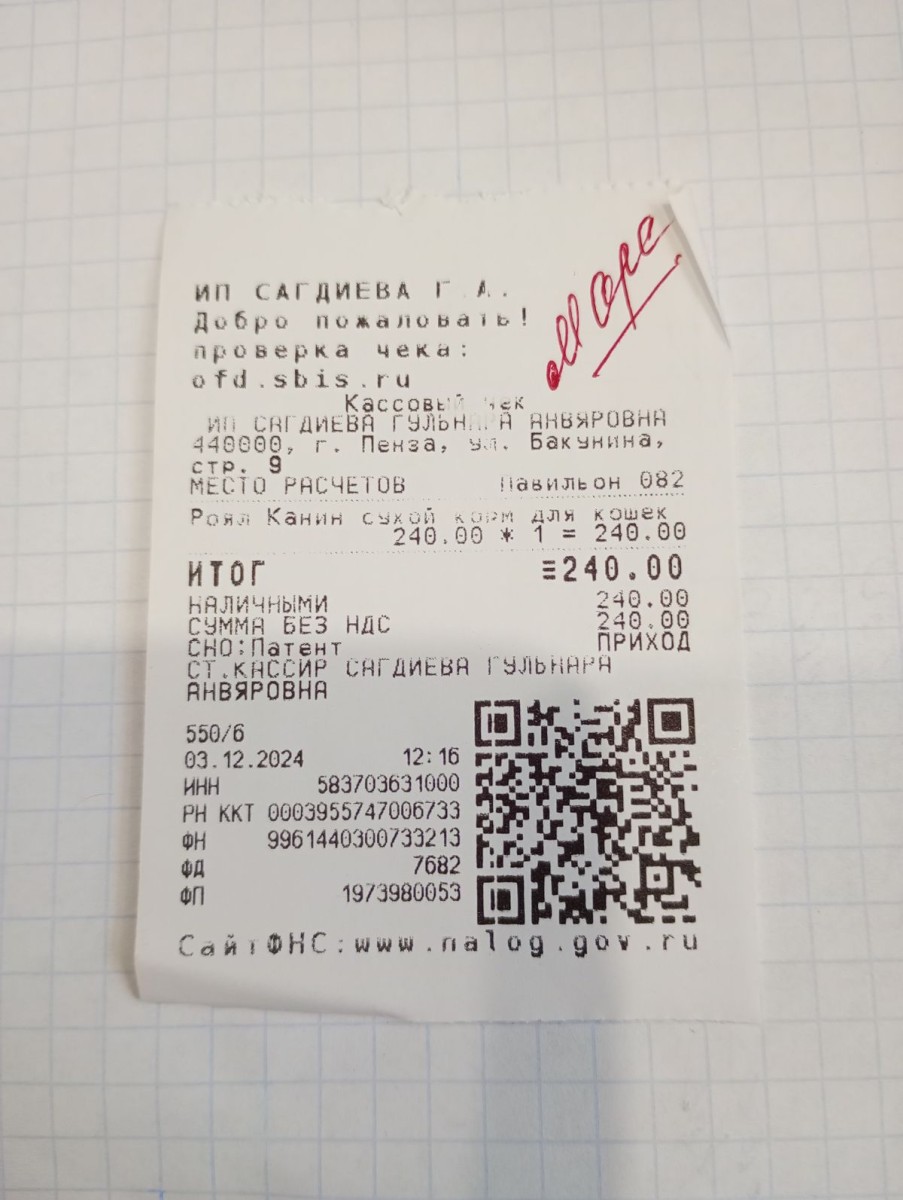 ИП САГДИЕВА Г.А.
Добро пожаловать!
проверка чека:
ofd.sbis.ru
Кассовый чек
ИП САГДИЕВА ГУЛЬНАРА АНВЯРОВНА
440000, г. Пенза, ул. Бакунина,
стр. 9
МЕСТО РАСЧЕТОВ Павильон 082
Роял Канин сухой корм для кошек
240.00 * 1 = 240.00
ИТОГ ≡240.00
НАЛИЧНЫМИ 240.00
СУММА БЕЗ НДС 240.00
СНО:Патент ПРИХОД
СТ.КАССИР САГДИЕВА ГУЛЬНАРА
АНВЯРОВНА
550/6
03.12.2024 12:16
ИНН 583703631000
РН ККТ 0003955747006733
ФН 9961440300733213
ФД 7682
ФП 1973980053
СайтФНС:www.nalog.gov.ru